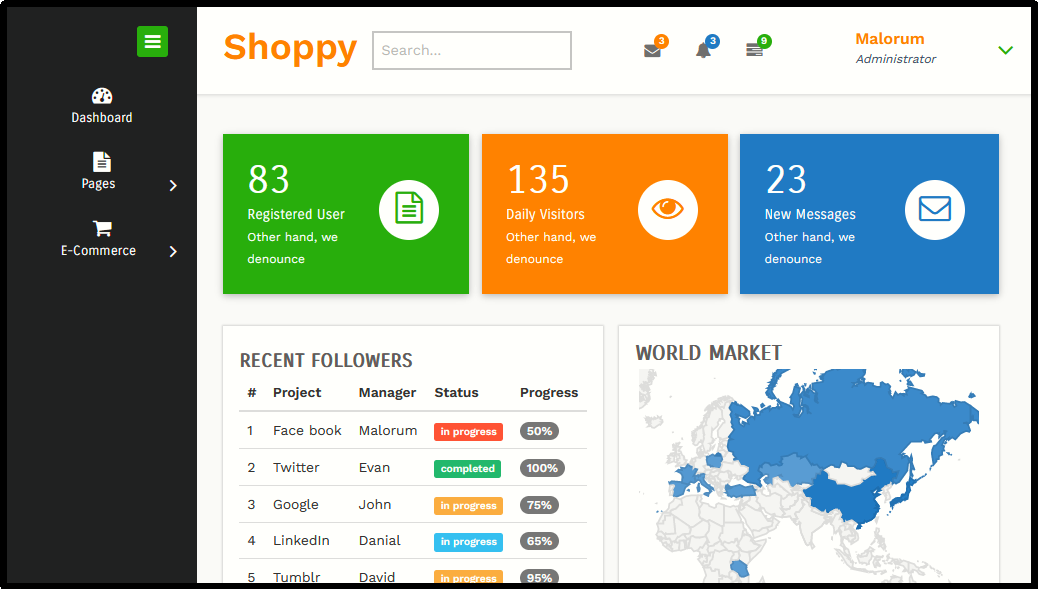 Shoppy
Search...
3
3
9
Malorum
Administrator
Dashboard
Pages
E-Commerce
83
Registered User
Other hand, we
denounce
135
Daily Visitors
Other hand, we
denounce
23
New Messages
Other hand, we
denounce
RECENT FOLLOWERS
# Project Manager Status Progress
1 Face book Malorum in progress 50%
2 Twitter Evan completed 100%
3 Google John in progress 75%
4 LinkedIn Danial in progress 65%
5 Tumblr David in progress 95%
WORLD MARKET